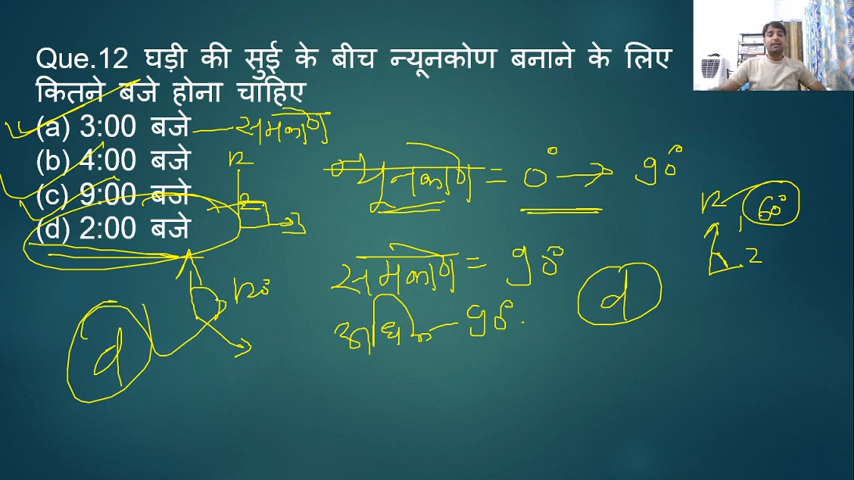 Que.12 घड़ी की सुई के बीच न्यूनकोण बनाने के लिए
कितने बजे होना चाहिए
(a) 3:00 बजे — समकोण
(b) 4:00 बजे
(c) 9:00 बजे
(d) 2:00 बजे
12
3
120°
d
न्यूनकोण = 0° → 90°
समकोण = 90°
अधिक – 90°.
d
12
60°
1
2